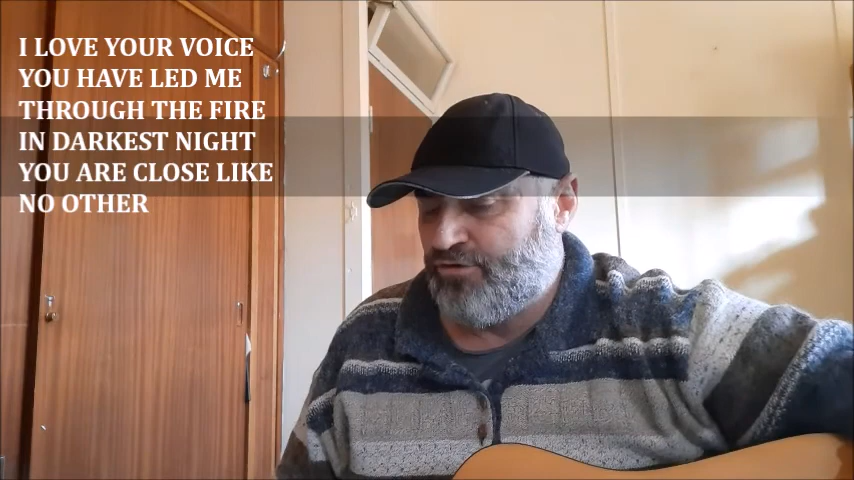 I LOVE YOUR VOICE
YOU HAVE LED ME
THROUGH THE FIRE
IN DARKEST NIGHT
YOU ARE CLOSE LIKE
NO OTHER